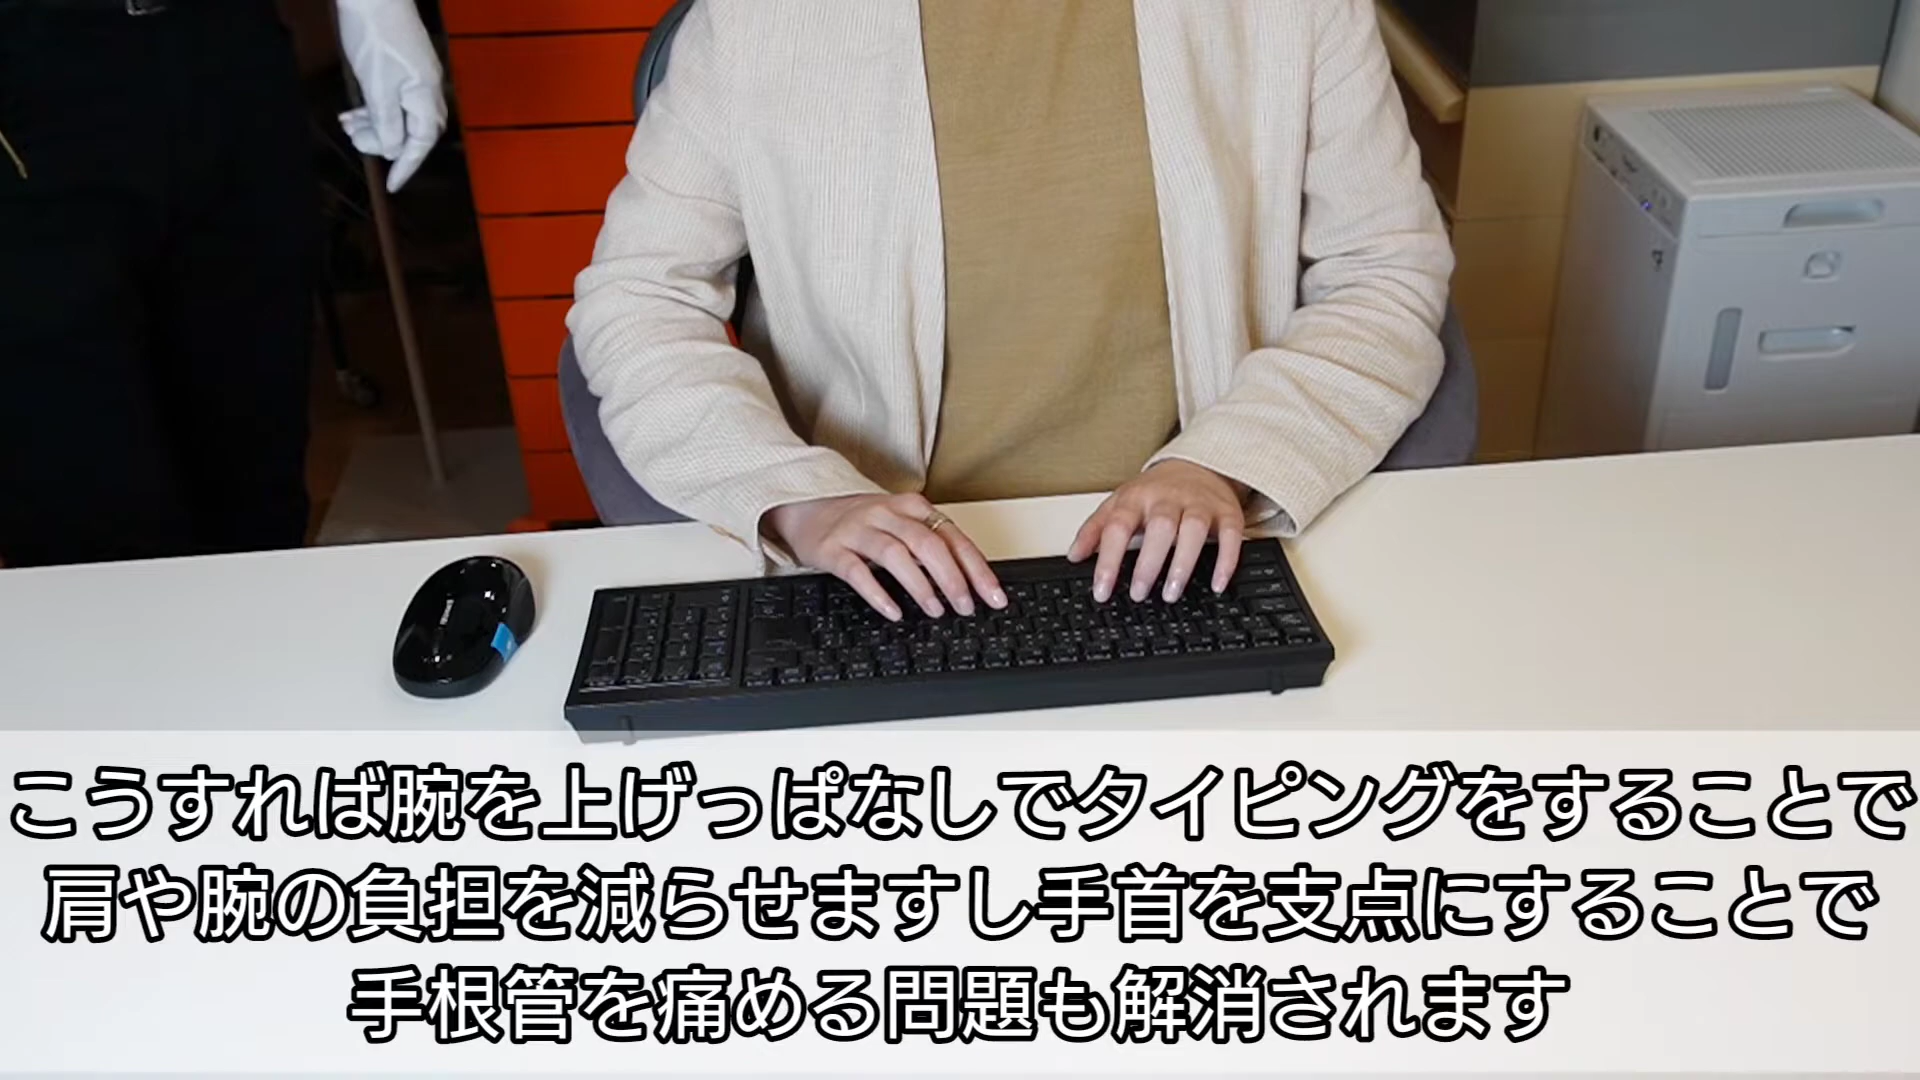 こうすれば腕を上げっぱなしでタイピングをすることで
肩や腕の負担を減らせますし手首を支点にすることで
手根管を痛める問題も解消されます